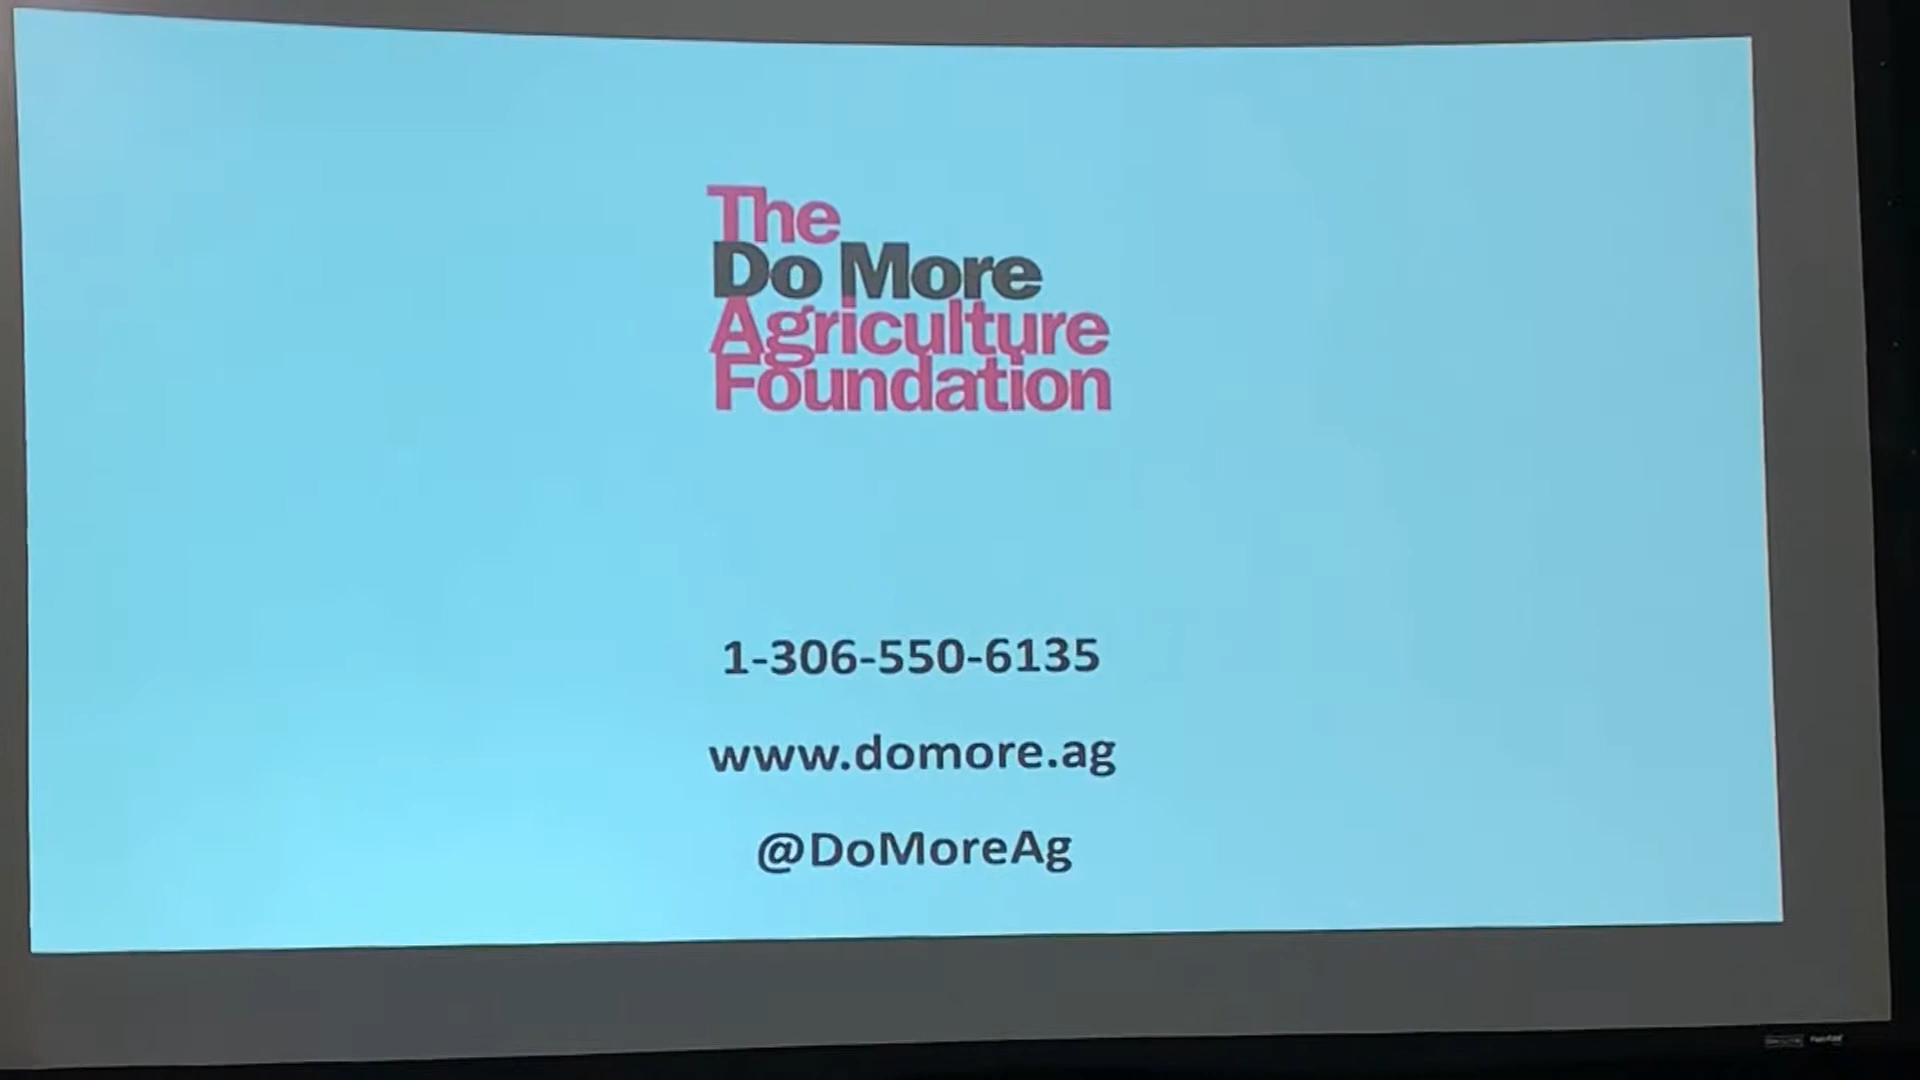 The
Do More
Agriculture
Foundation
1-306-550-6135
www.domore.ag
@DoMoreAg